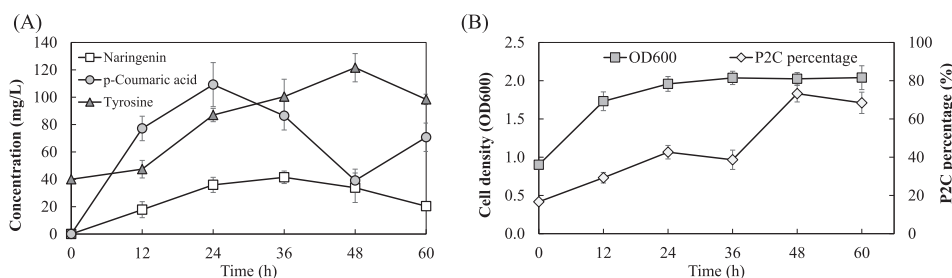 (A)
Naringenin
p-Coumaric acid
Tyrosine
Concentration (mg/L)
140
120
100
80
60
40
20
0
0 12 24 36 48 60
Time (h)
(B)
OD600 P2C percentage
Cell density (OD600)
2.5
2.0
1.5
1.0
0.5
0.0
0 12 24 36 48 60
Time (h)
100
80
60
40
20
0
P2C percentage (%)